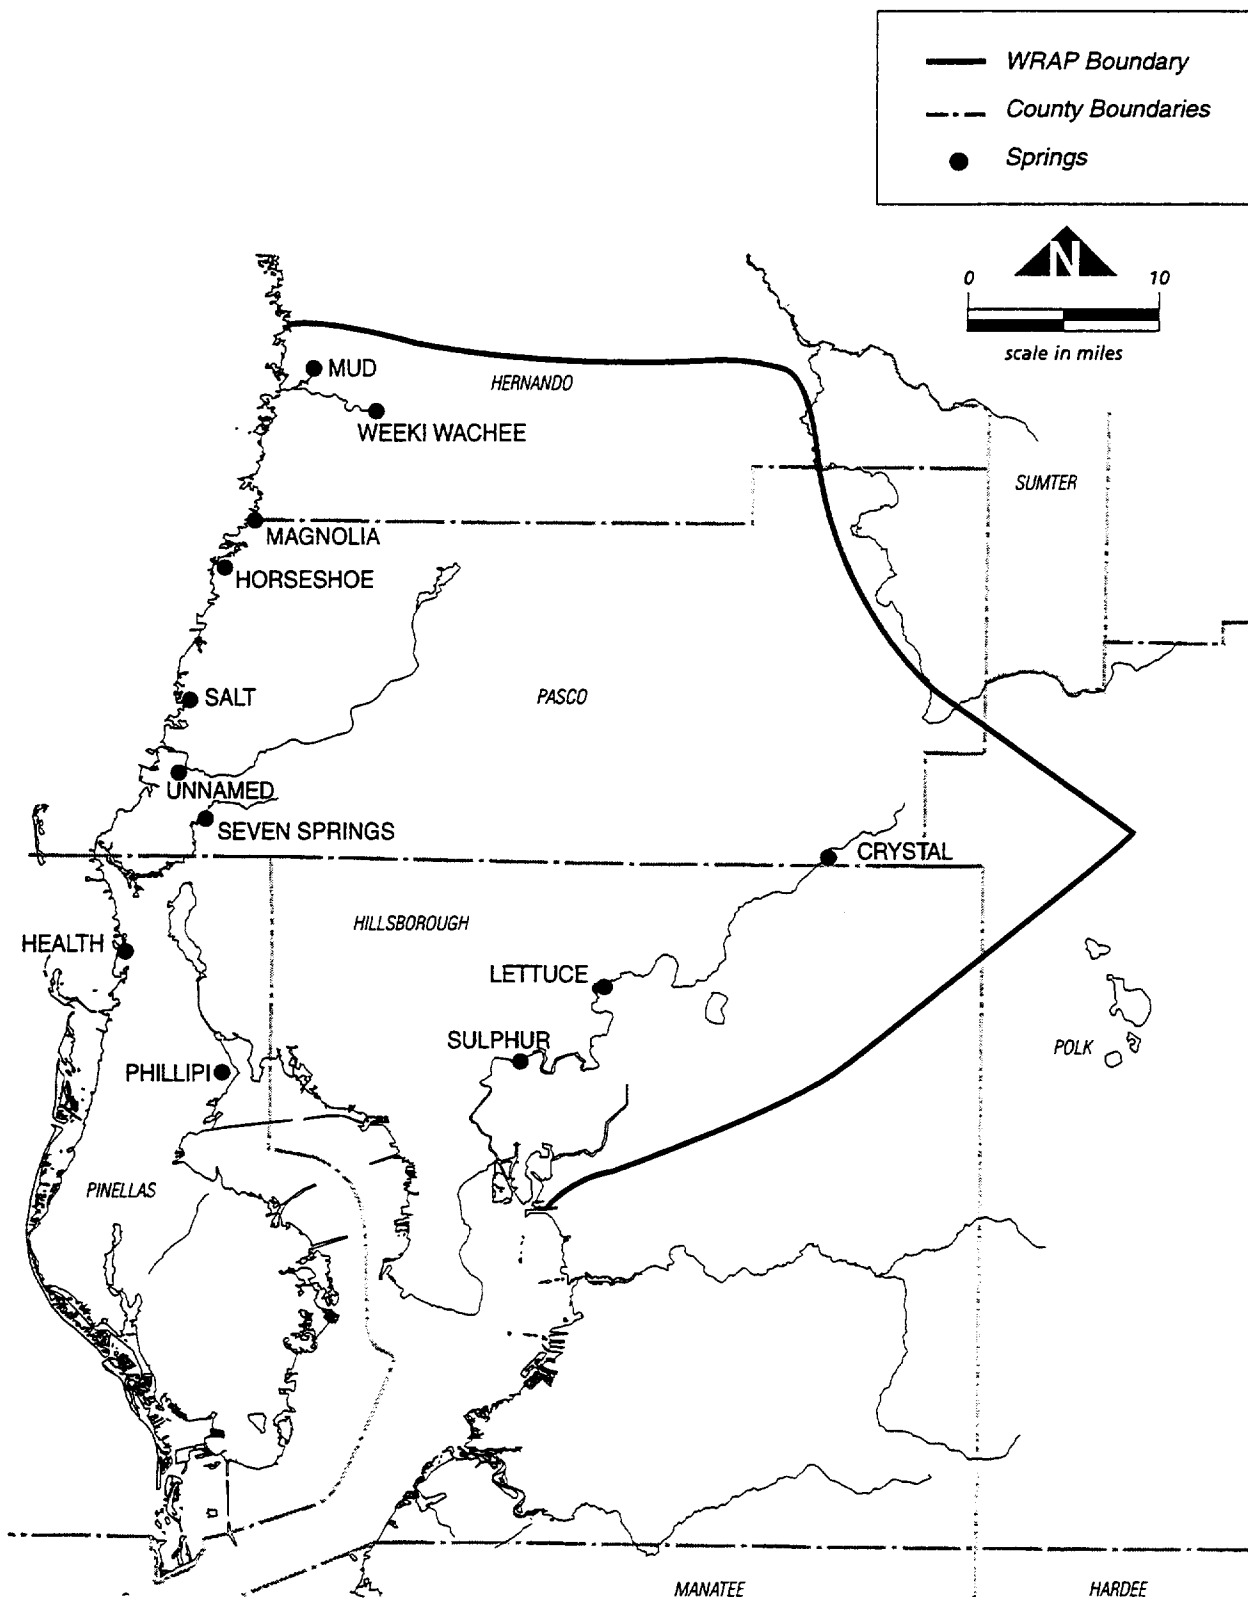 WRAP Boundary
County Boundaries
Springs
N
0 10
scale in miles
MUD
HERNANDO
WEEKI WACHEE
SUMTER
MAGNOLIA
HORSESHOE
SALT
PASCO
UNNAMED
SEVEN SPRINGS
CRYSTAL
HILLSBOROUGH
HEALTH
LETTUCE
SULPHUR
POLK
PHILLIPI
PINELLAS
MANATEE
HARDEE